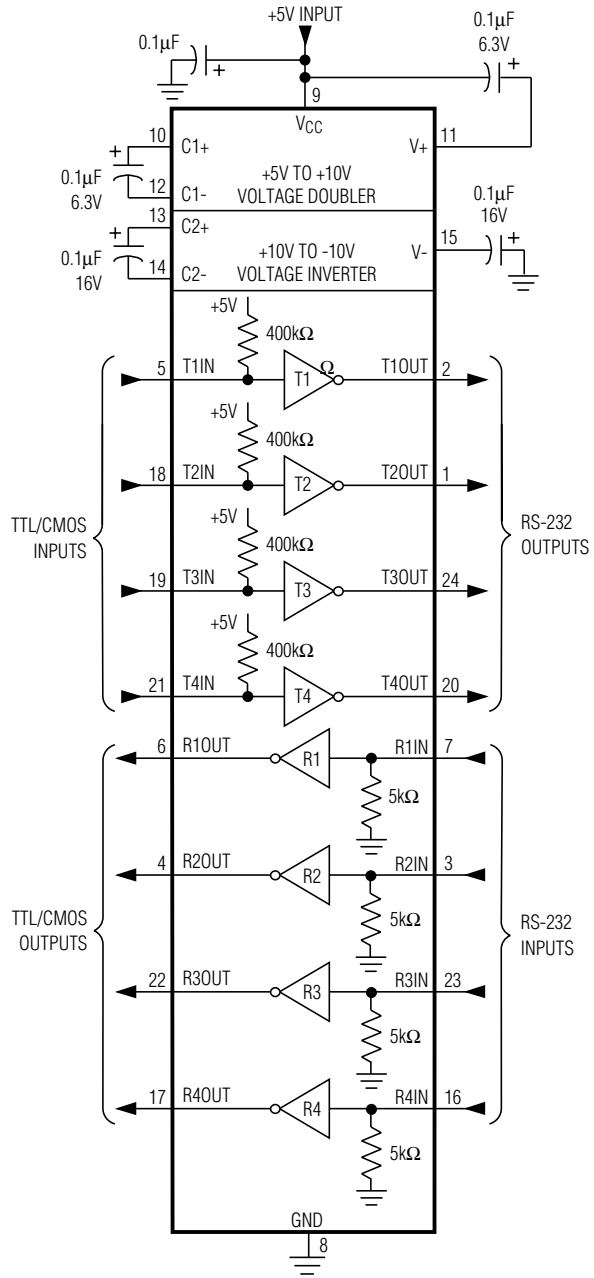 +5V INPUT
0.1µF
+
0.1µF
6.3V
+
9
VCC
10
C1+
V+
11
+
0.1µF
6.3V
12
C1-
+5V TO +10V
VOLTAGE DOUBLER
13
C2+
+
0.1µF
16V
14
C2-
+10V TO -10V
VOLTAGE INVERTER
V-
15
0.1µF
16V
+
+5V
400kΩ
5
T1IN
T1
Ω
T1OUT
2
+5V
400kΩ
18
T2IN
T2
T2OUT
1
TTL/CMOS
INPUTS
RS-232
OUTPUTS
+5V
400kΩ
19
T3IN
T3
T3OUT
24
+5V
400kΩ
21
T4IN
T4
T4OUT
20
6
R1OUT
R1
R1IN
7
5kΩ
4
R2OUT
R2
R2IN
3
5kΩ
TTL/CMOS
OUTPUTS
RS-232
INPUTS
22
R3OUT
R3
R3IN
23
5kΩ
17
R4OUT
R4
R4IN
16
5kΩ
GND
8